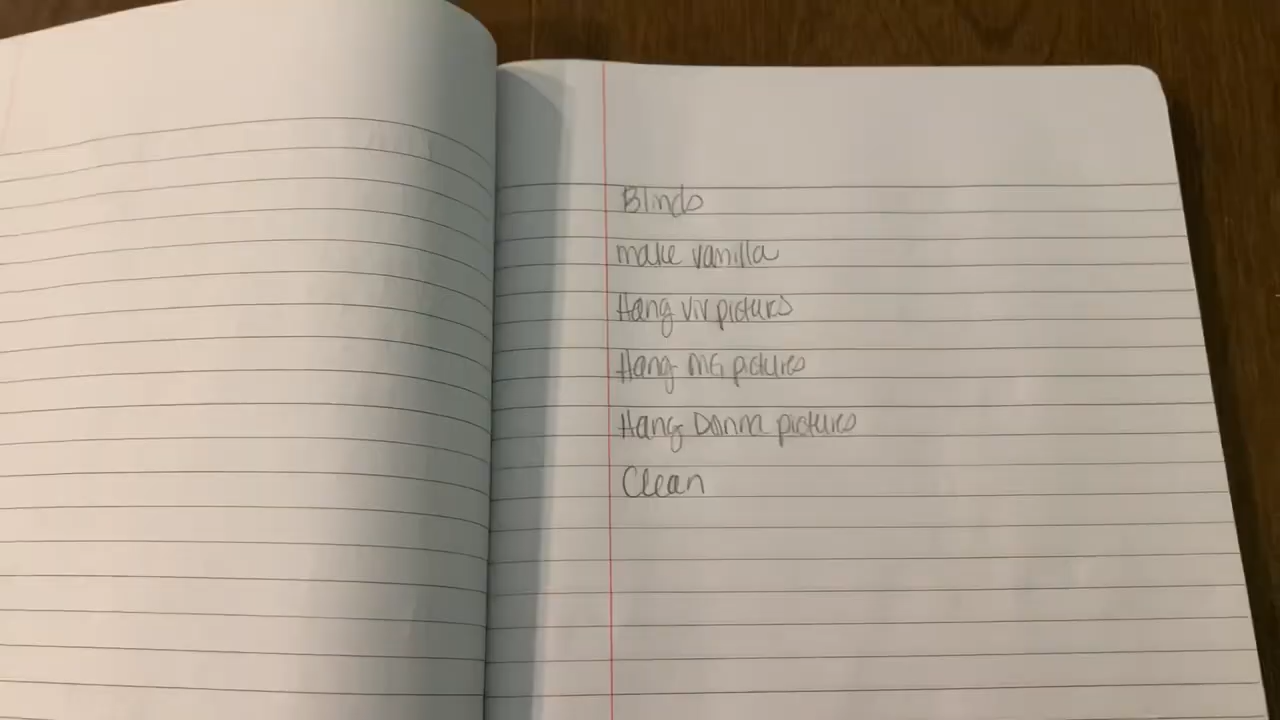 Blinds
make vanilla
Hang Viv pictures
Hang MG pictures
Hang Donna pictures
Clean